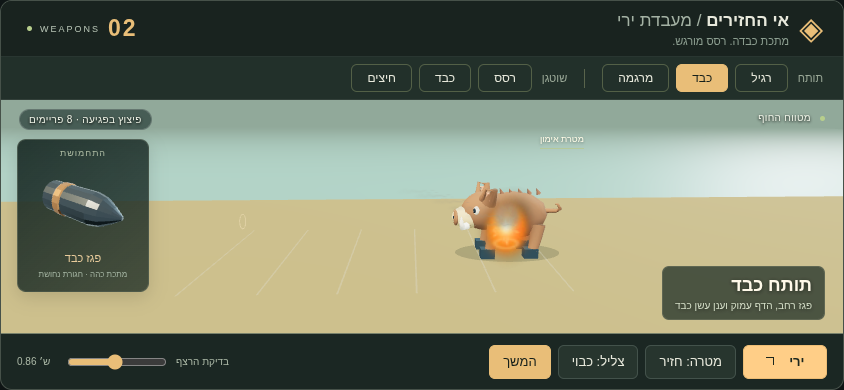 אי החזירים / מעבדת ירי
מתכת כבדה. רסס מורגש.
WEAPONS 02
תותח רגיל כבד מרגמה שוטגן רסס כבד חיצים
מטווח החוף
פיצוץ בפגיעה · 8 פריימים
מטרת אימון
התחמושת
פגז כבד
מתכת כהה · חגורת נחושת
תותח כבד
פגז רחב, הדף עמוק וענן עשן כבד
ירי ⌝ מטרה: חזיר צליל: כבוי המשך
בדיקת הרצף 0.86 ש׳